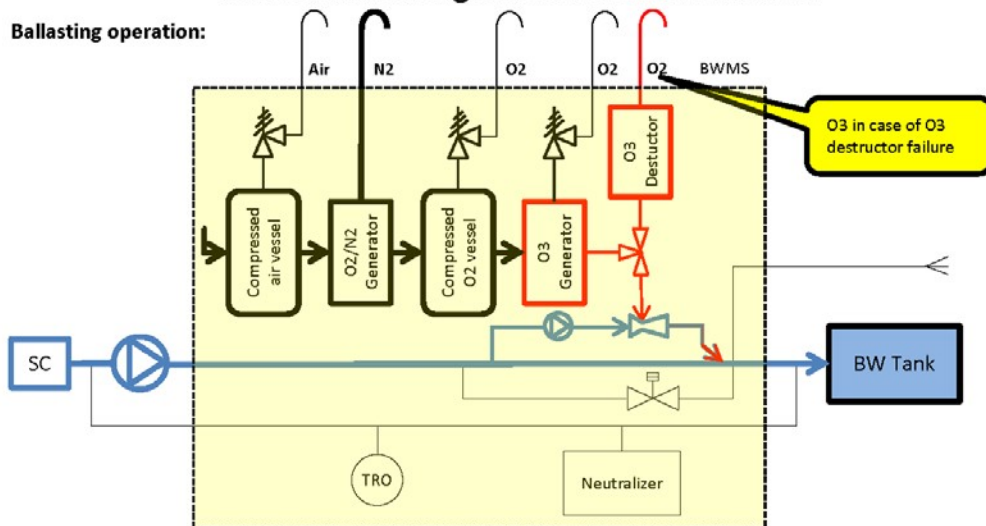 Ballasting operation:
Air
N2
O2
O2
O2
BWMS
O3 in case of O3
destructor failure
O3
Destuctor
Compressed
air vessel
O2/N2
Generator
Compressed
O2 vessel
O3
Generator
SC
BW Tank
TRO
Neutralizer